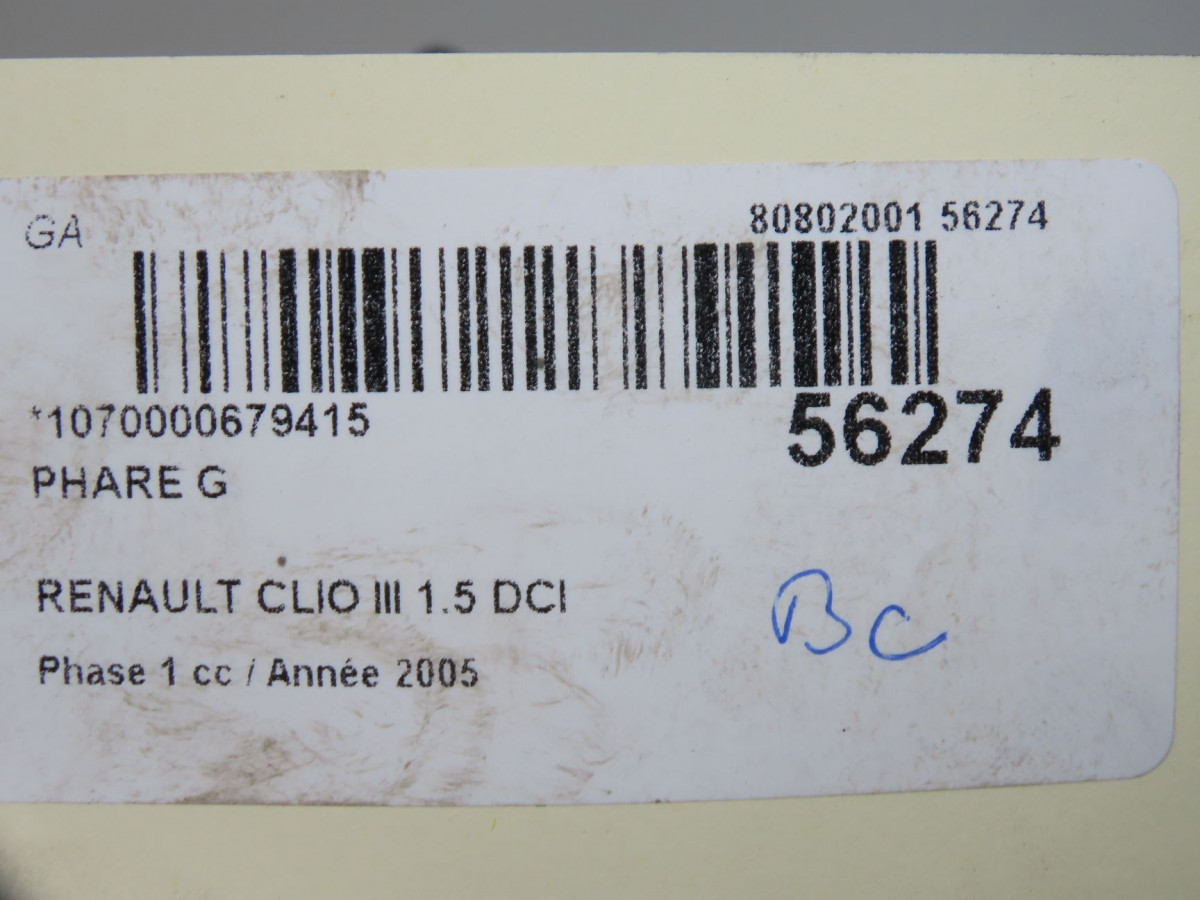 GA
80802001 56274
*1070000679415
56274
PHARE G
RENAULT CLIO III 1.5 DCI
BC
Phase 1 cc / Année 2005